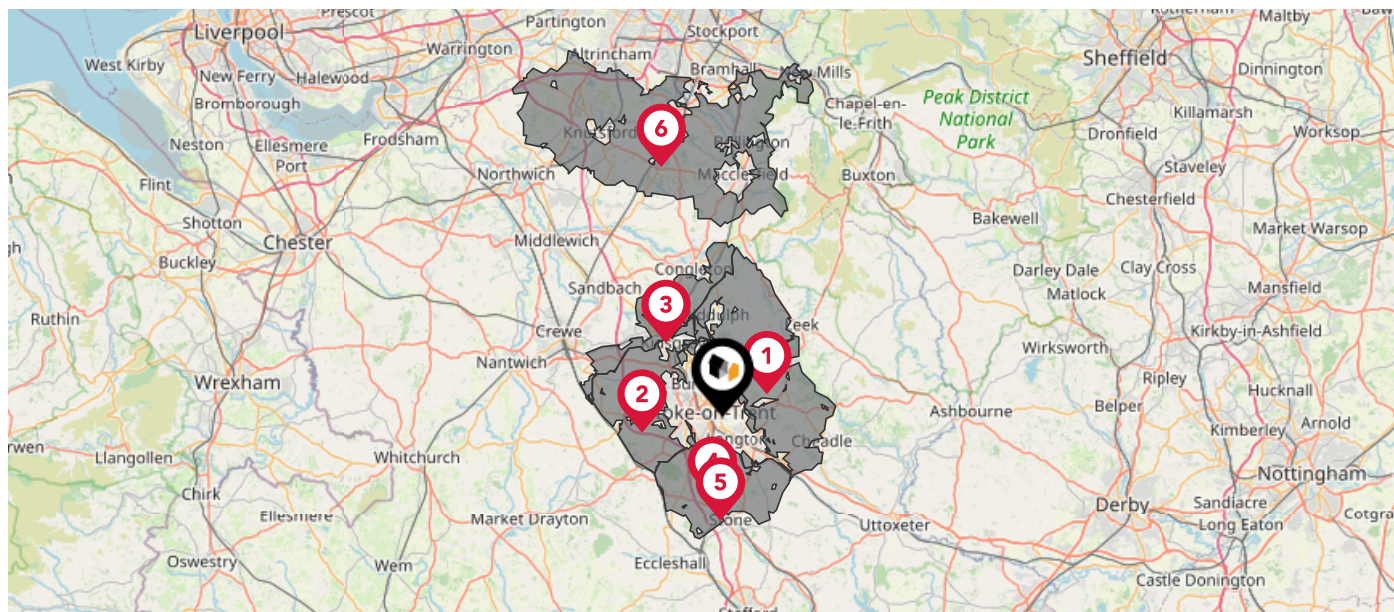 Prescot
Partington
Rotherham
Maltby
Liverpool
Stockport
Warrington
Altrincham
Sheffield
West Kirby
New Ferry
Halewood
Bramhall
Dinnington
Bromborough
Chapel-en-
le-Frith
Peak District
National
Park
Killamarsh
Neston
Frodsham
Knutsford
6
Dronfield
Worksop
Ellesmere
Port
Staveley
Flint
Northwich
Macclesfield
Buxton
Chesterfield
Shotton
Bakewell
Market Warsop
Chester
Middlewich
Buckley
Congleton
Darley Dale
Clay Cross
Sandbach
Matlock
Mansfield
3
Ruthin
Crewe
Leek
Kirkby-in-Ashfield
Nantwich
1
Wirksworth
Wrexham
Ripley
Hucknall
2
Belper
Ashbourne
Arnold
Kimberley
Cheadle
Llangollen
Whitchurch
5
Nottingham
Chirk
Derby
Sandiacre
Ellesmere
Market Drayton
Stone
Uttoxeter
Long Eaton
Oswestry
Wem
Eccleshall
Castle Donington
Stafford